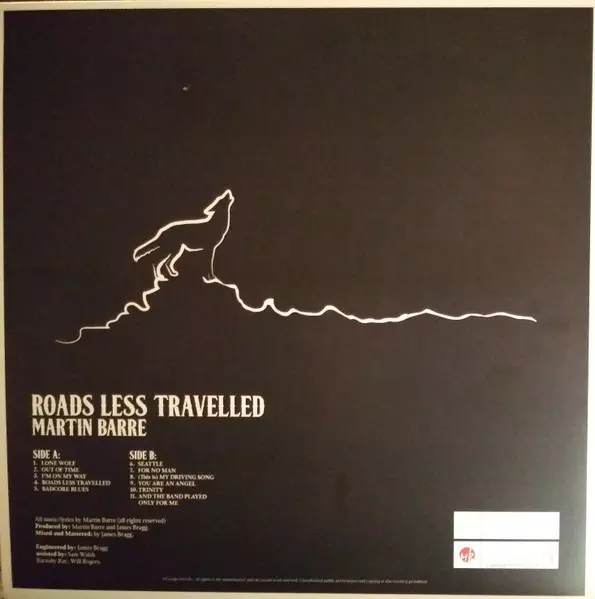 ROADS LESS TRAVELLED
MARTIN BARRE
SIDE A:
1. LONE WOLF
2. OUT OF TIME
3. I'M ON MY WAY
4. ROADS LESS TRAVELLED
5. BADCORE BLUES
SIDE B:
6. SEATTLE
7. FOR NO MAN
8. (This is) MY DRIVING SONG
9. YOU ARE AN ANGEL
10. TRINITY
11. AND THE BAND PLAYED
ONLY FOR ME
All music/lyrics by Martin Barre (all rights reserved)
Produced by: Martin Barre and James Bragg.
Mixed and Mastered: by James Bragg.
Engineered by: James Bragg
assisted by: Sam Walsh
Ray, Will Rogers.